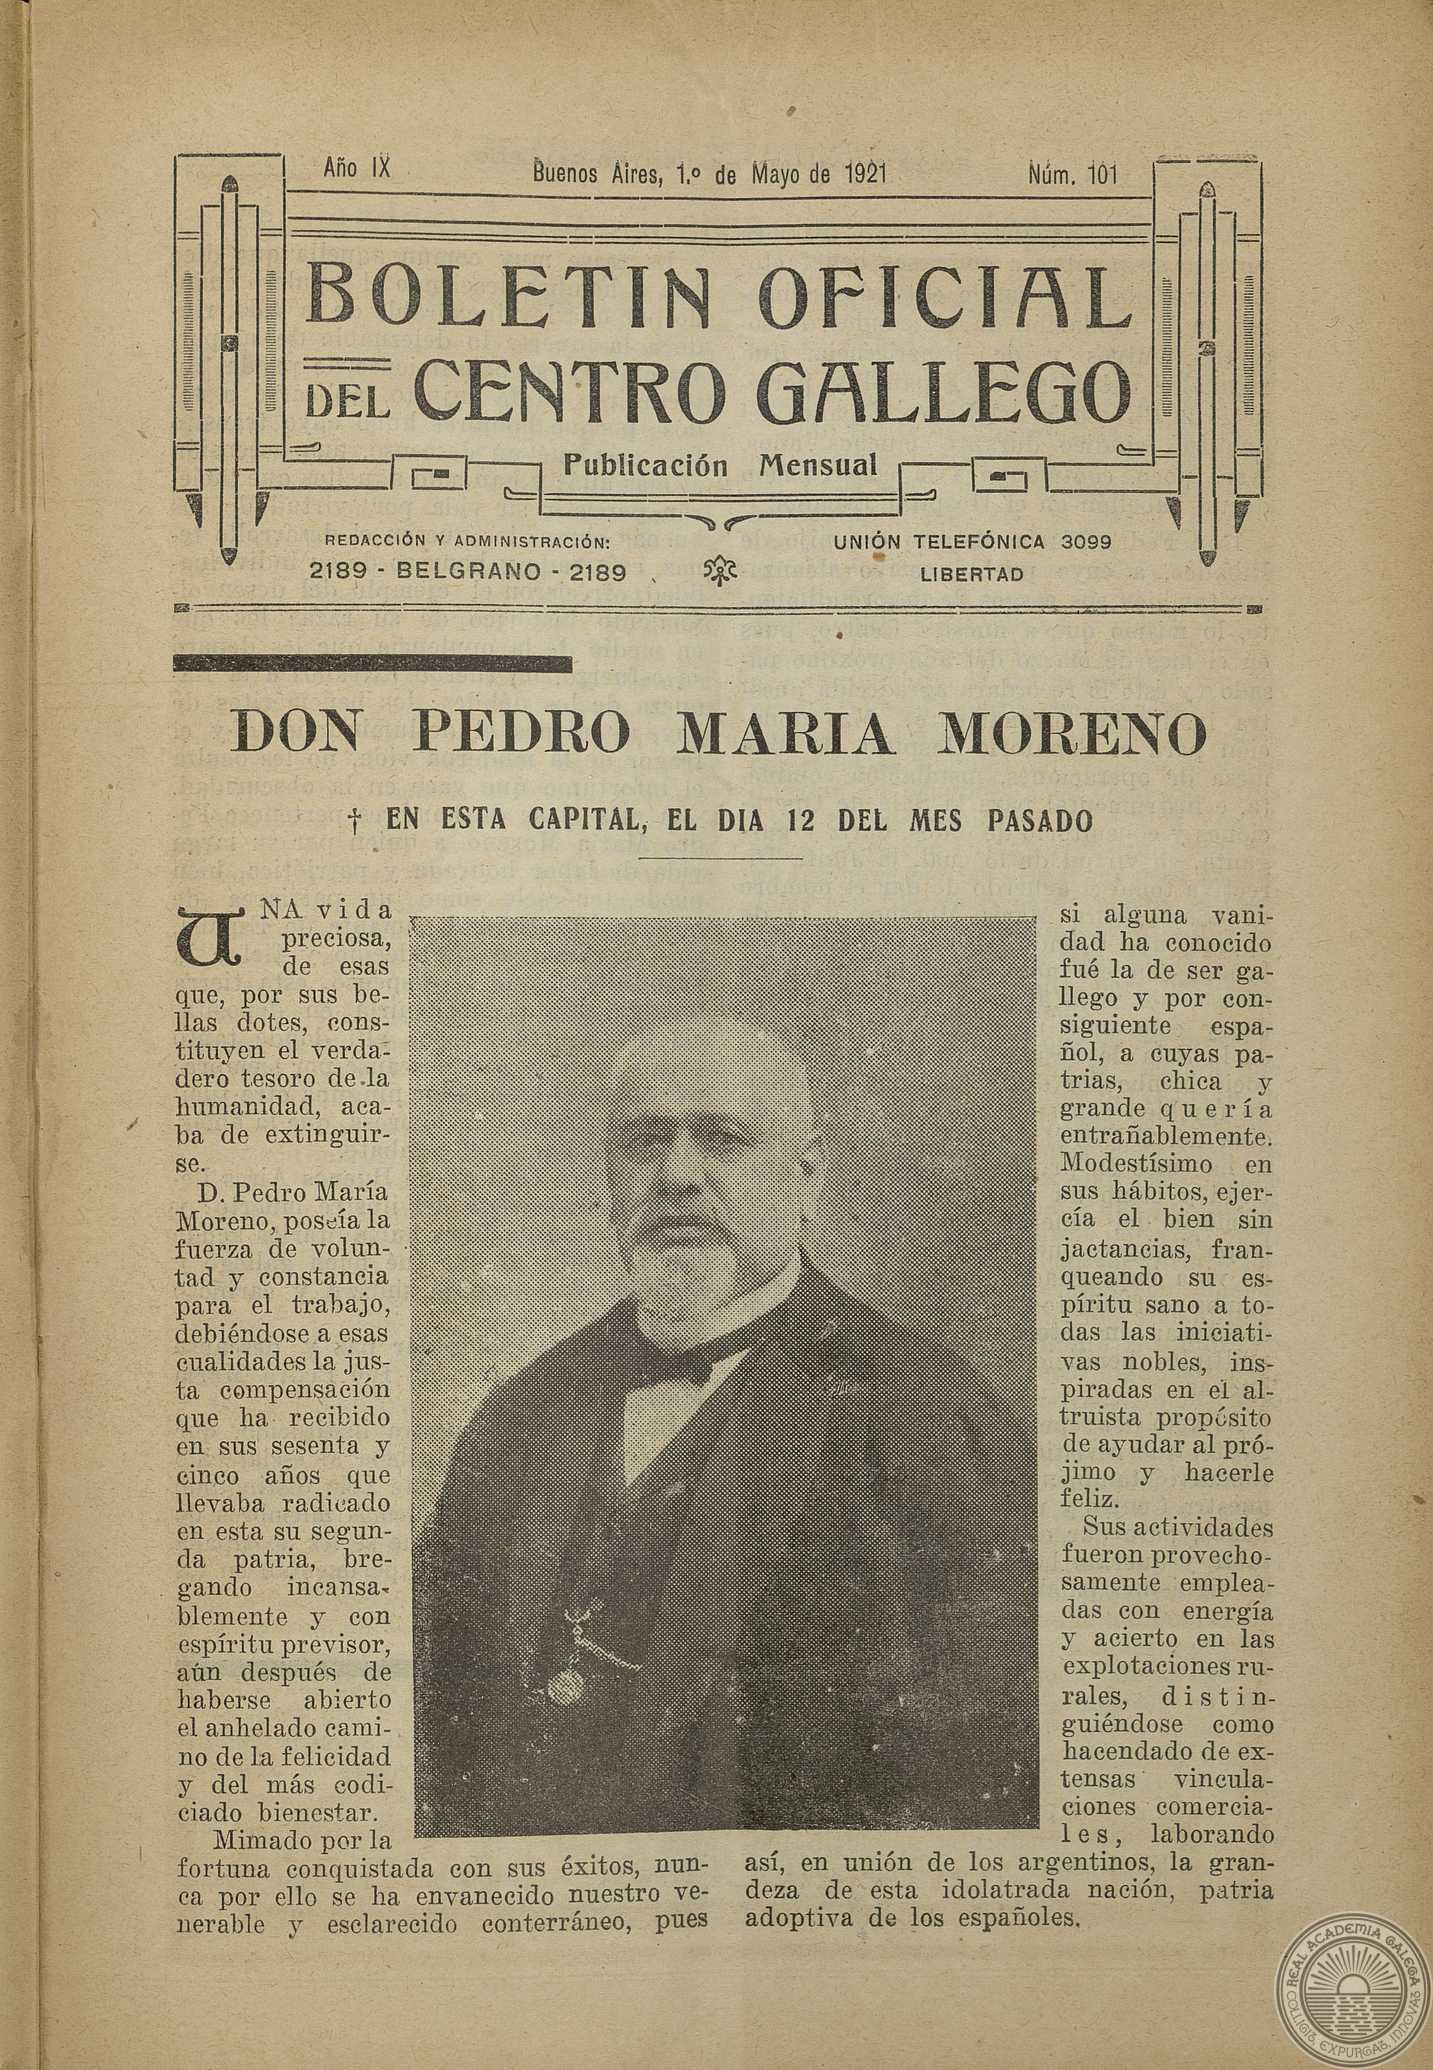 Año IX Buenos Aires, 1.º de Mayo de 1921 Núm. 101
BOLETIN OFICIAL
DEL CENTRO GALLEGO
Publicación Mensual
REDACCIÓN Y ADMINISTRACIÓN:
2189 - BELGRANO - 2189
UNIÓN TELEFÓNICA 3099
LIBERTAD
DON PEDRO MARIA MORENO
† EN ESTA CAPITAL, EL DIA 12 DEL MES PASADO
UNA vida
preciosa,
de esas
que, por sus be-
llas dotes, cons-
tituyen el verda-
dero tesoro de la
humanidad, aca-
ba de extinguir-
se.
D. Pedro María
Moreno, poseía la
fuerza de volun-
tad y constancia
para el trabajo,
debiéndose a esas
cualidades la jus-
ta compensación
que ha recibido
en sus sesenta y
cinco años que
llevaba radicado
en esta su segun-
da patria, bre-
gando incansa-
blemente y con
espíritu previsor,
aún después de
haberse abierto
el anhelado cami-
no de la felicidad
y del más codi-
ciado bienestar.
Mimado por la
fortuna conquistada con sus éxitos, nun-
ca por ello se ha envanecido nuestro ve-
nerable y esclarecido conterráneo, pues
si alguna vani-
dad ha conocido
fué la de ser ga-
llego y por con-
siguiente espa-
ñol, a cuyas pa-
trias, chica y
grande quería
entrañablemente.
Modestísimo en
sus hábitos, ejer-
cía el bien sin
jactancias, fran-
queando su es-
píritu sano a to-
das las iniciati-
vas nobles, ins-
piradas en el al-
truista propósito
de ayudar al pró-
jimo y hacerle
feliz.
Sus actividades
fueron provecho-
samente emplea-
das con energía
y acierto en las
explotaciones ru-
rales, distin-
guiéndose como
hacendado de ex-
tensas vincula-
ciones comercia-
les, laborando
así, en unión de los argentinos, la gran-
deza de esta idolatrada nación, patria
adoptiva de los españoles.
REAL ACADEMIA GALEGA
COLLIGIT, EXPURGAT, INNOVAT